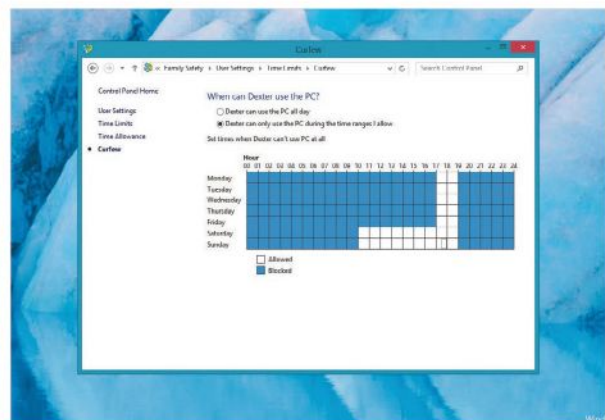 Curfew
« Family Safety ▸ User Settings ▸ Time Limits ▸ Curfew
Search Control Panel
Control Panel Home
User Settings
Time Limits
Time Allowance
Curfew
When can Dexter use the PC?
Dexter can use the PC all day
Dexter can only use the PC during the time ranges I allow
Set times when Dexter can't use PC at all
Hour
00 01 02 03 04 05 06 07 08 09 10 11 12 13 14 15 16 17 18 19 20 21 22 23 24
Monday
Tuesday
Wednesday
Thursday
Friday
Saturday
Sunday
Allowed
Blocked